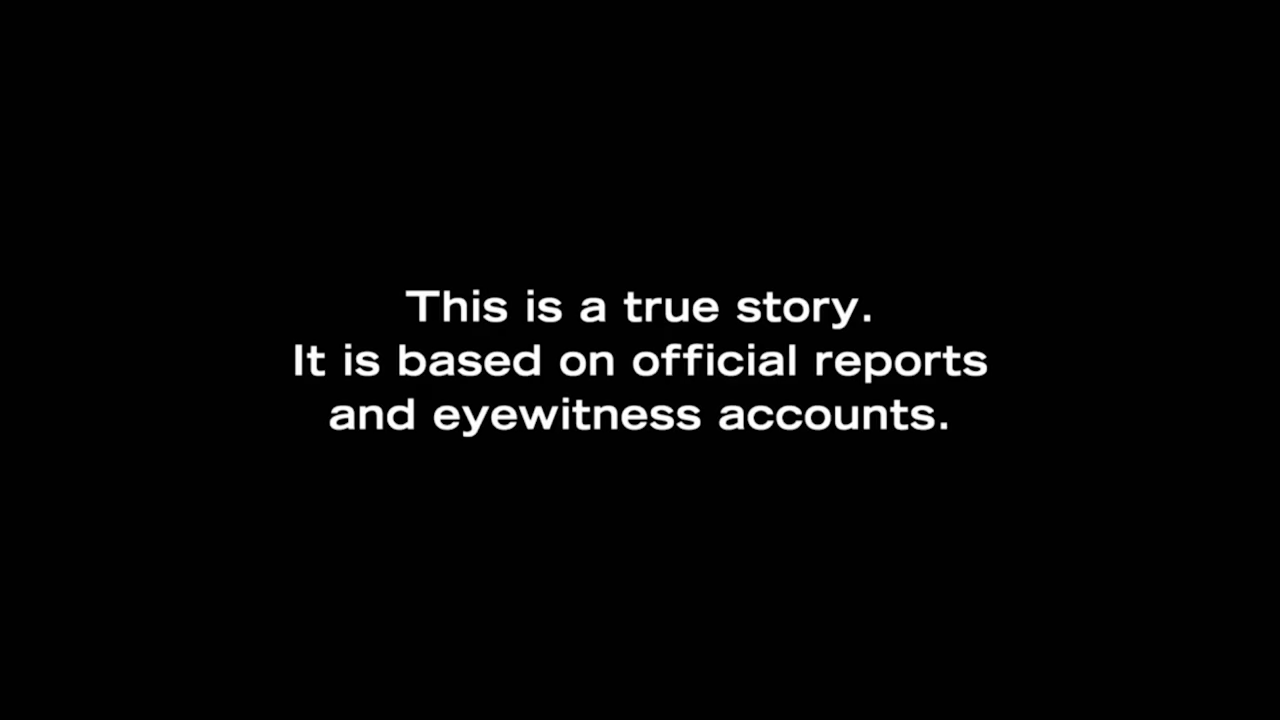 This is a true story.
It is based on official reports
and eyewitness accounts.